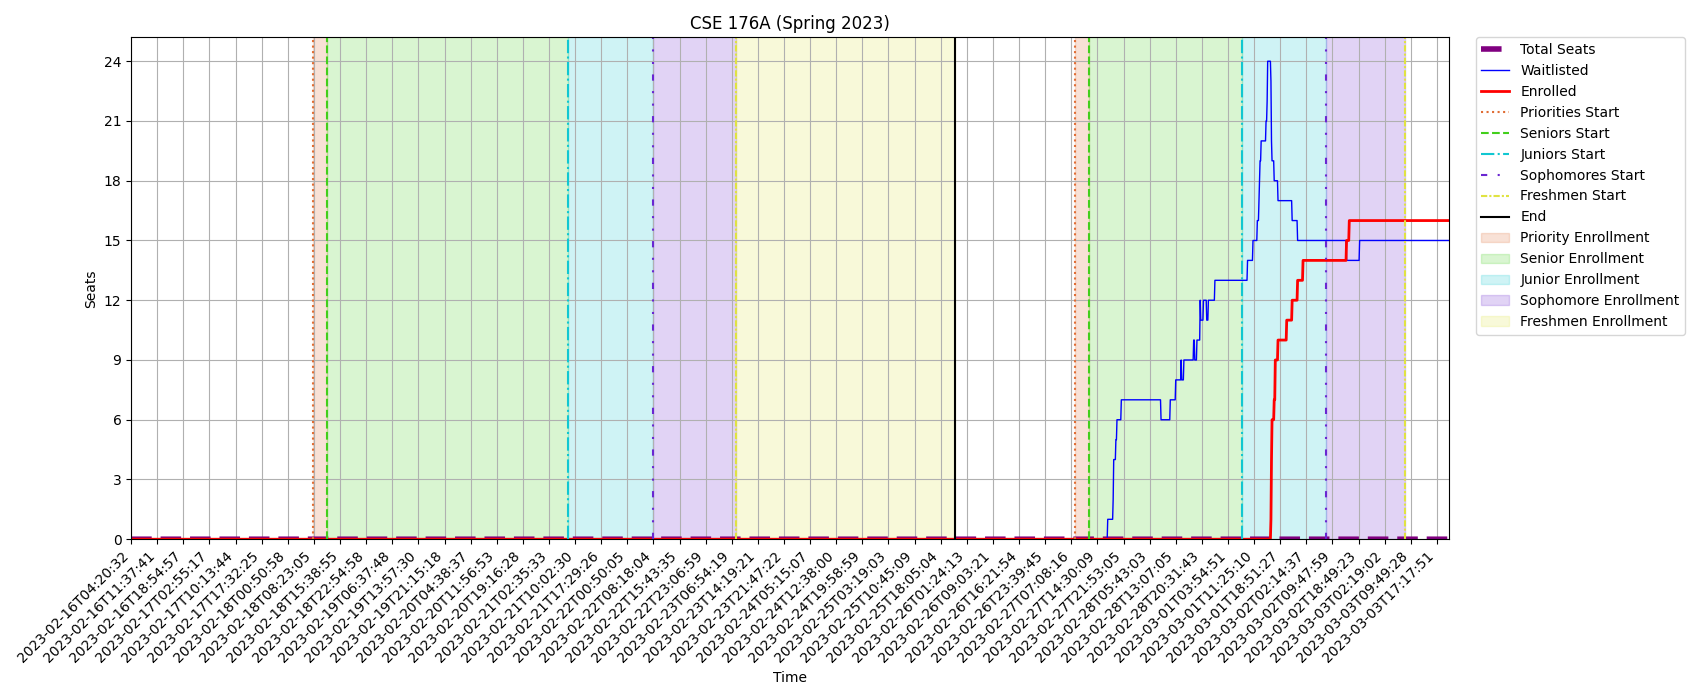 CSE 176A (Spring 2023)
Seats
24
21
18
15
12
9
6
3
0
2023-02-16T04:20:32
2023-02-16T11:37:41
2023-02-16T18:54:57
2023-02-17T02:55:17
2023-02-17T10:13:44
2023-02-17T17:32:25
2023-02-18T00:50:58
2023-02-18T08:23:05
2023-02-18T15:38:55
2023-02-18T22:54:58
2023-02-19T06:37:48
2023-02-19T13:57:30
2023-02-19T21:15:18
2023-02-20T04:38:37
2023-02-20T11:56:53
2023-02-20T19:16:28
2023-02-21T02:35:33
2023-02-21T10:02:30
2023-02-21T17:29:26
2023-02-22T00:50:05
2023-02-22T08:18:04
2023-02-22T15:43:35
2023-02-22T23:06:59
2023-02-23T06:54:19
2023-02-23T14:19:21
2023-02-23T21:47:22
2023-02-24T05:15:07
2023-02-24T12:38:00
2023-02-24T19:58:59
2023-02-25T03:19:03
2023-02-25T10:45:09
2023-02-25T18:05:04
2023-02-26T01:24:13
2023-02-26T09:03:21
2023-02-26T16:21:54
2023-02-26T23:39:45
2023-02-27T07:08:16
2023-02-27T14:30:09
2023-02-27T21:53:05
2023-02-28T05:43:03
2023-02-28T13:07:05
2023-02-28T20:31:43
2023-03-01T03:54:51
2023-03-01T11:25:10
2023-03-01T18:51:27
2023-03-02T02:14:37
2023-03-02T09:47:59
2023-03-02T18:49:23
2023-03-03T02:19:02
2023-03-03T09:49:28
2023-03-03T17:17:51
Time
Total Seats
Waitlisted
Enrolled
Priorities Start
Seniors Start
Juniors Start
Sophomores Start
Freshmen Start
End
Priority Enrollment
Senior Enrollment
Junior Enrollment
Sophomore Enrollment
Freshmen Enrollment